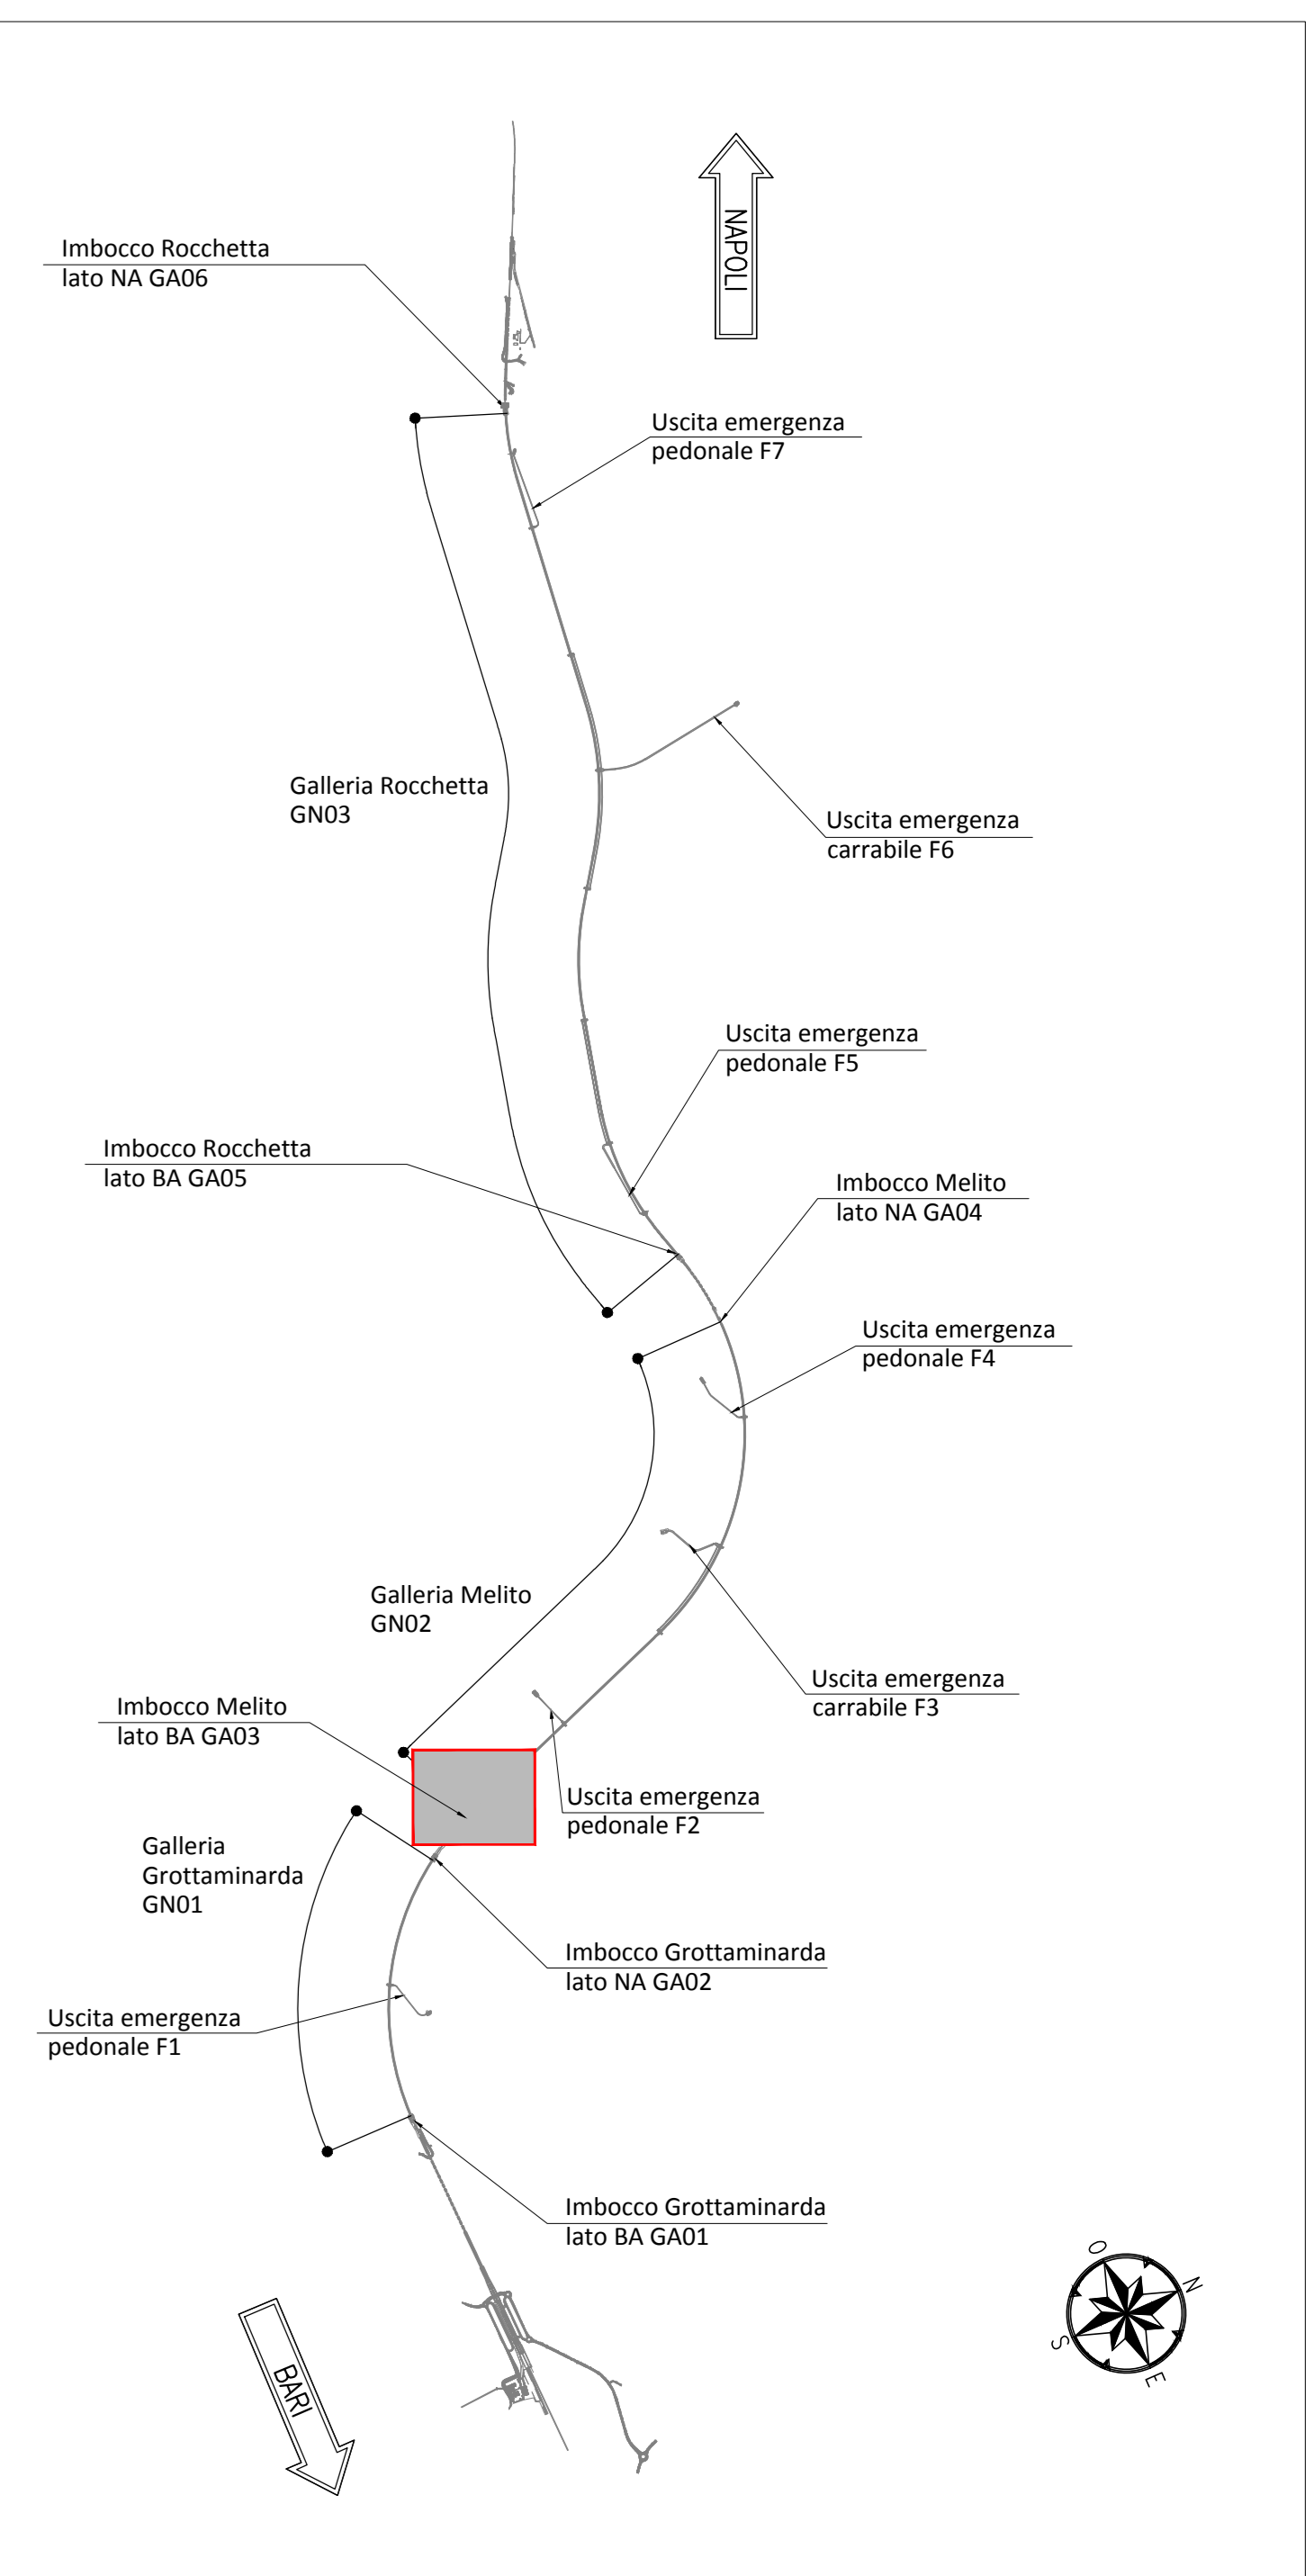 NAPOLI
Imbocco Rocchetta
lato NA GA06
Uscita emergenza
pedonale F7
Galleria Rocchetta
GN03
Uscita emergenza
carrabile F6
Uscita emergenza
pedonale F5
Imbocco Rocchetta
lato BA GA05
Imbocco Melito
lato NA GA04
Uscita emergenza
pedonale F4
Galleria Melito
GN02
Uscita emergenza
carrabile F3
Imbocco Melito
lato BA GA03
Uscita emergenza
pedonale F2
Galleria
Grottaminarda
GN01
Imbocco Grottaminarda
lato NA GA02
Uscita emergenza
pedonale F1
Imbocco Grottaminarda
lato BA GA01
O
N
S
E
BARI